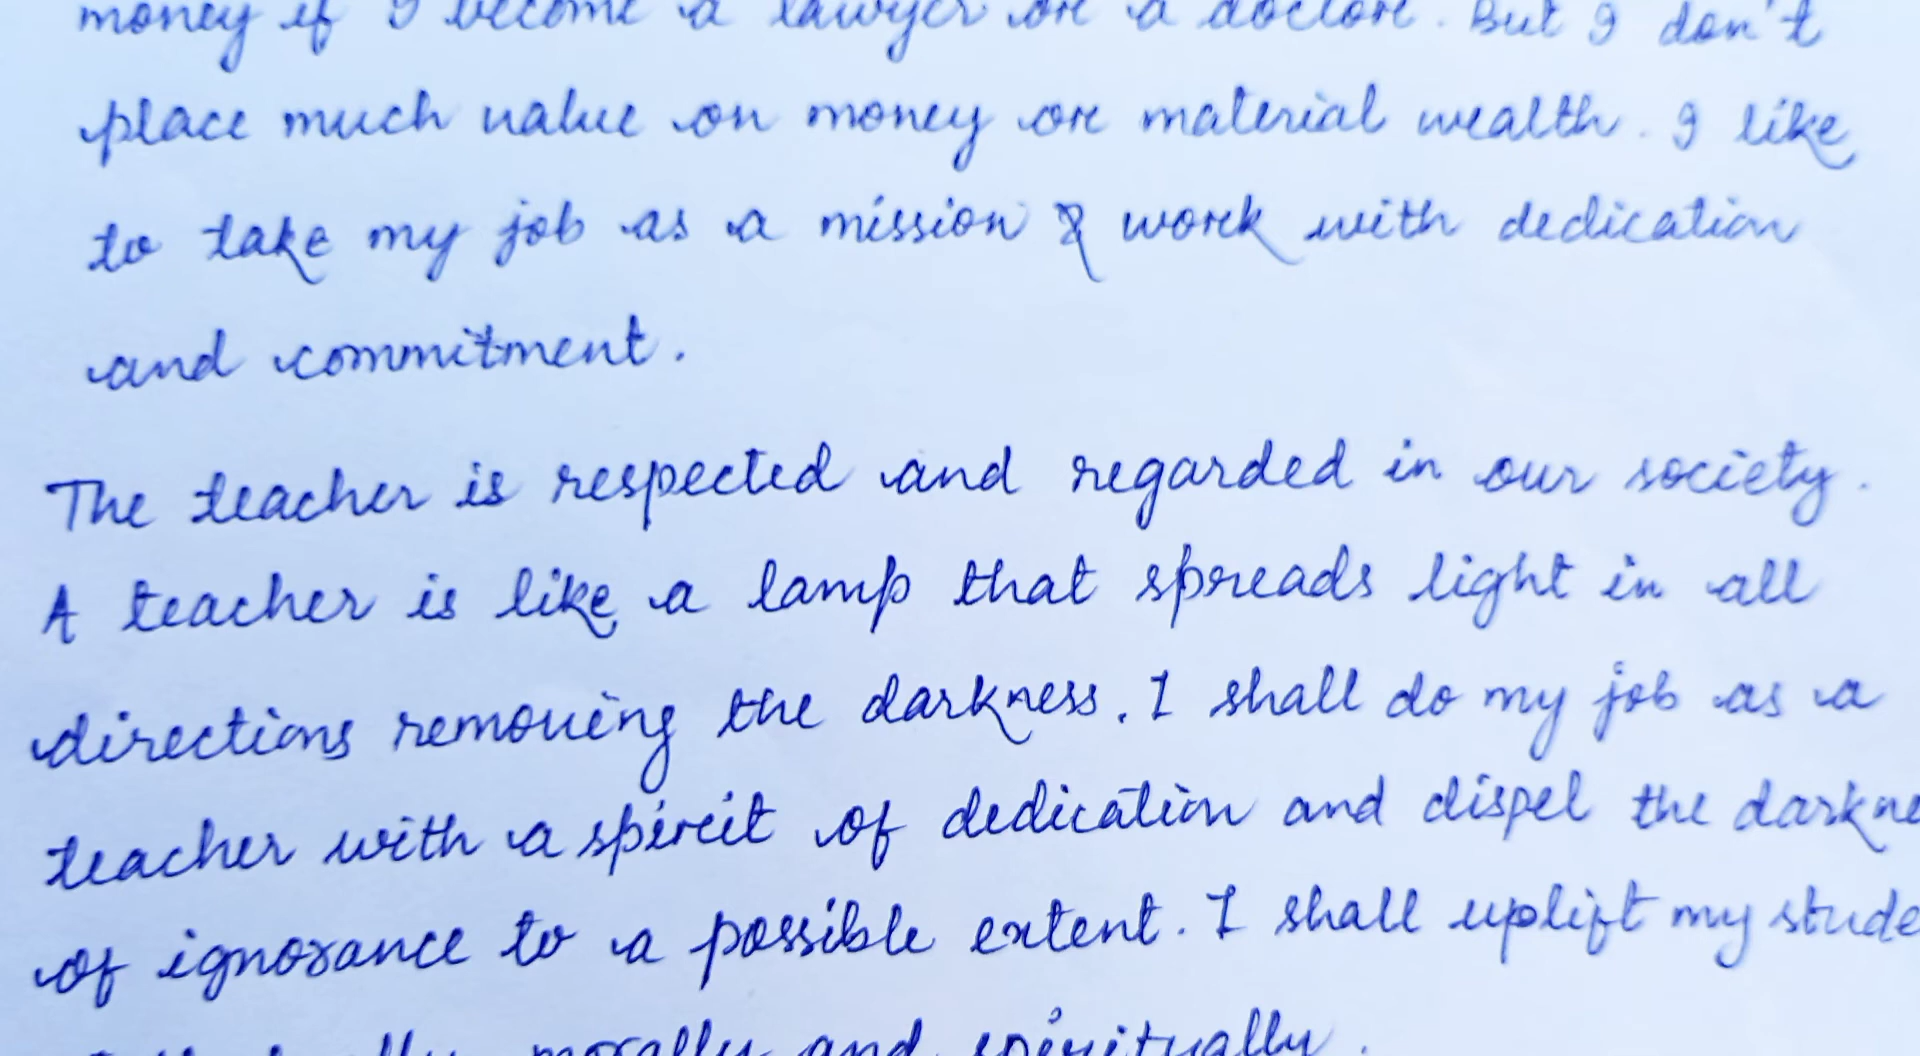 money if I become a lawyer or a doctor. But I don't
place much value on money or material wealth. I like
to take my job as a mission & work with dedication
and commitment.
The teacher is respected and regarded in our society.
A teacher is like a lamp that spreads light in all
directions removing the darkness. I shall do my job as a
teacher with a spirit of dedication and dispel the darkne
of ignorance to a possible extent. I shall uplift my stude
morally and spiritually.